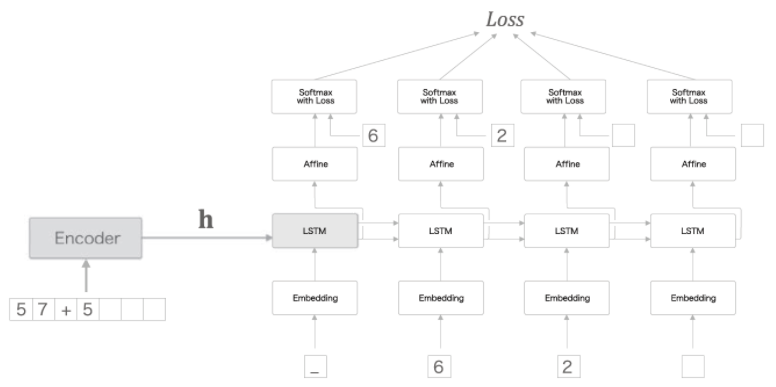 Loss
Softmax with Loss
Softmax with Loss
Softmax with Loss
Softmax with Loss
6
2
Affine
Affine
Affine
Affine
h
Encoder
LSTM
LSTM
LSTM
LSTM
5 7 + 5
Embedding
Embedding
Embedding
Embedding
_
6
2